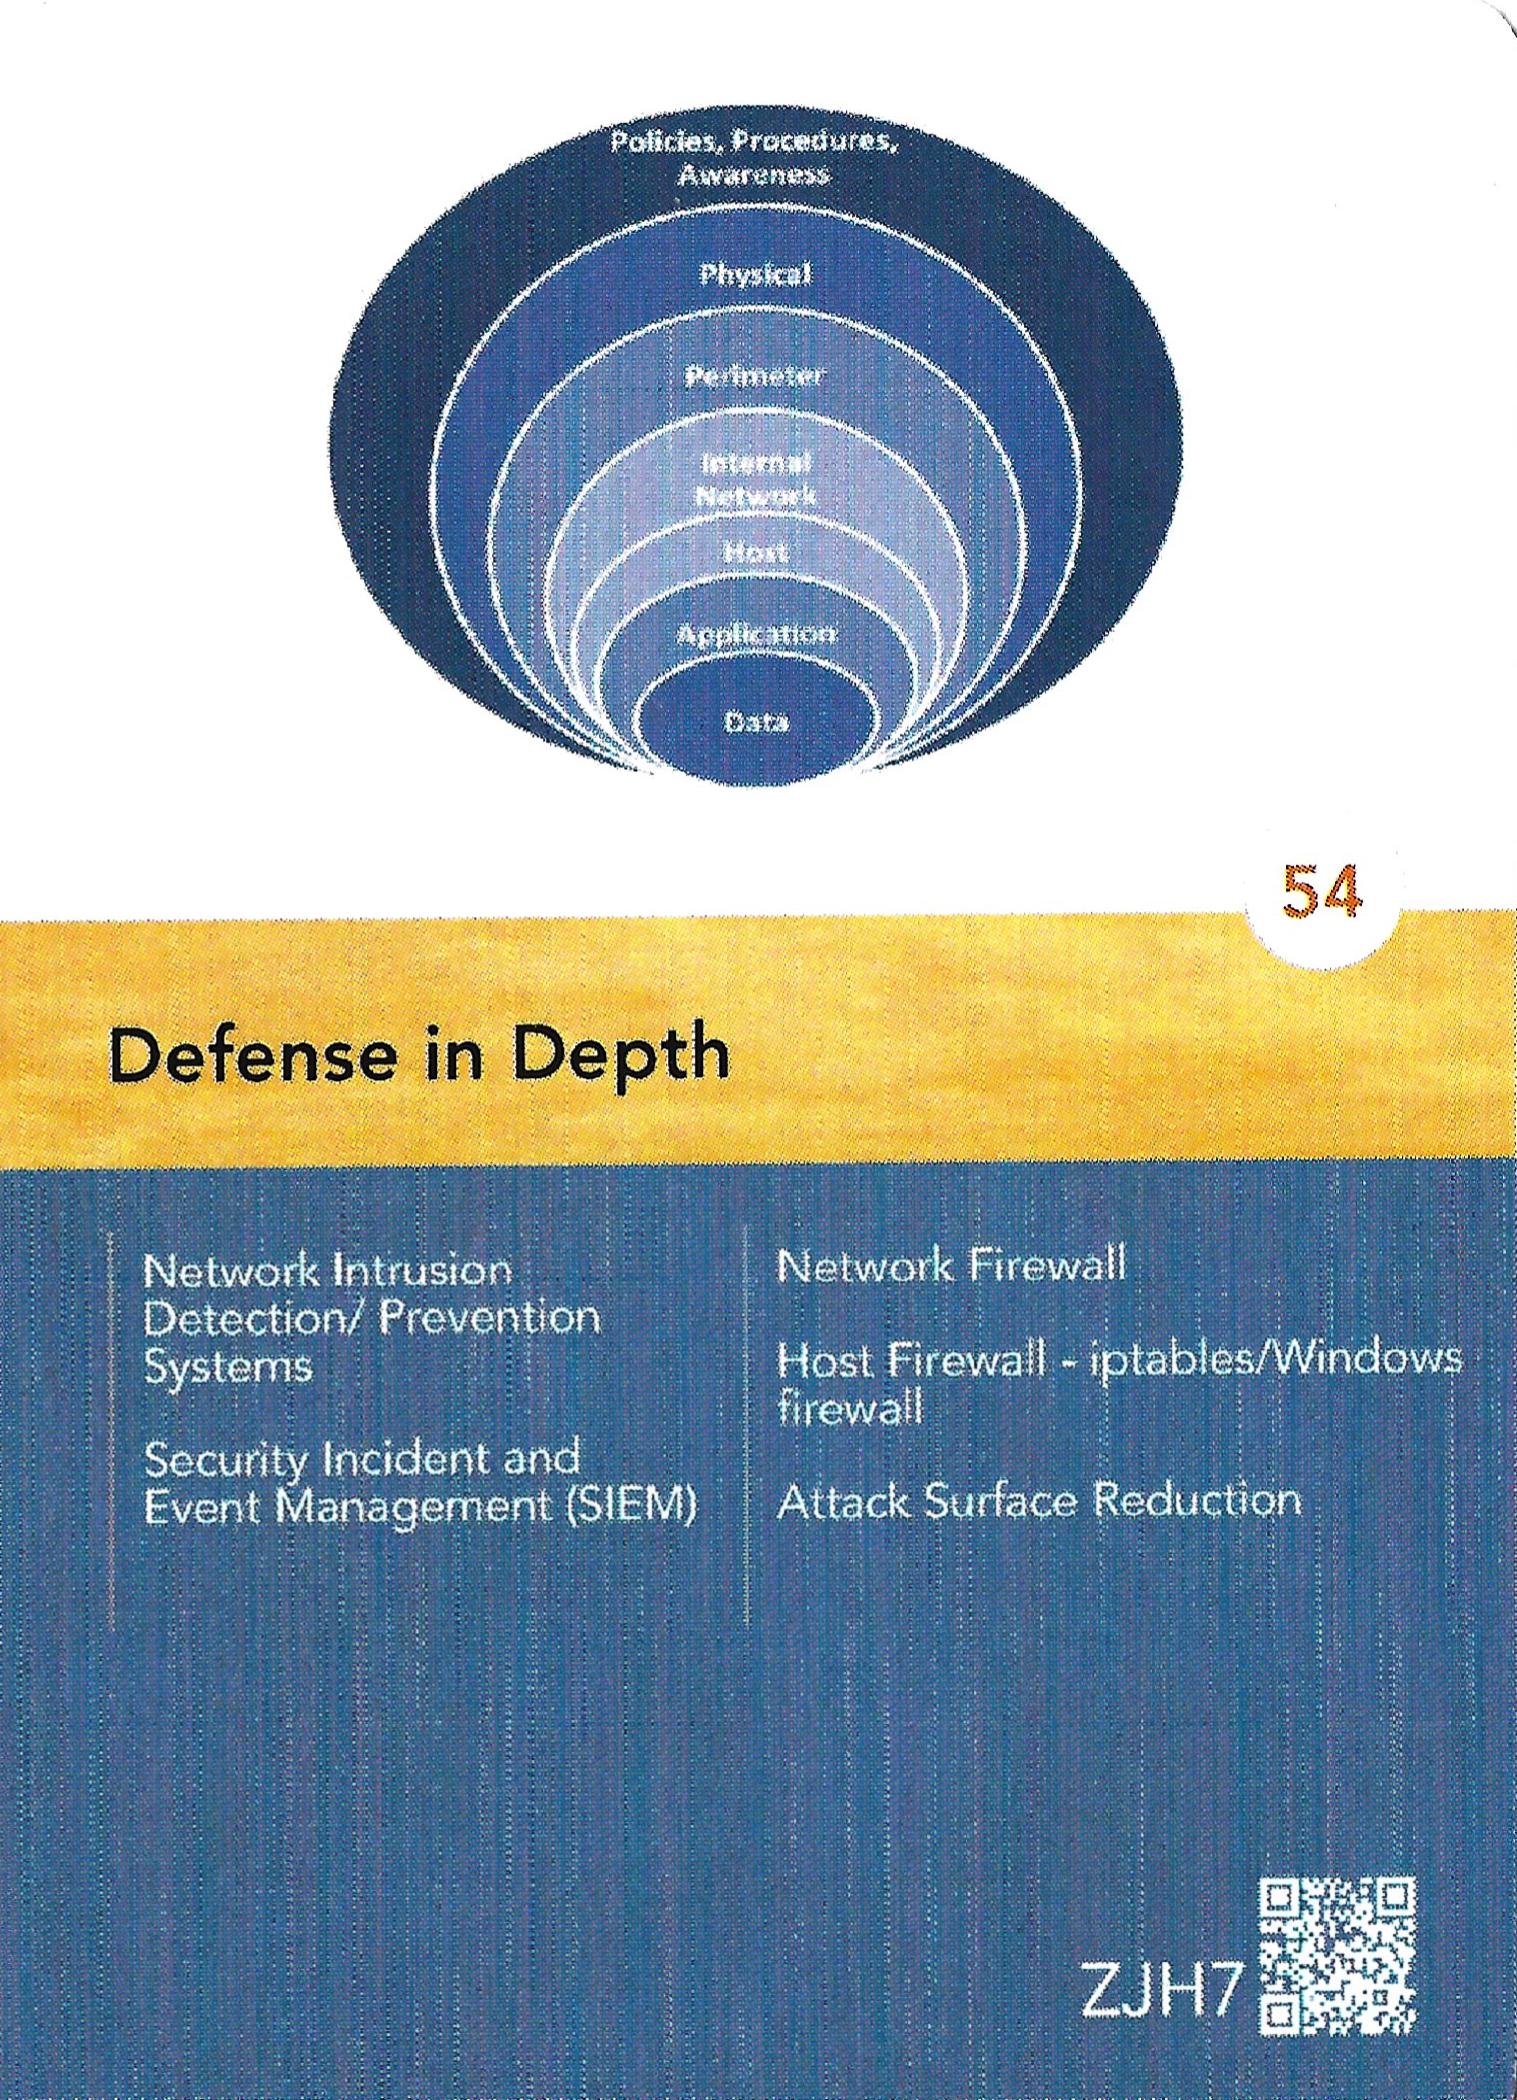 Policies, Procedures,
Awareness
Physical
Perimeter
Internal
Network
Host
Application
Data
54
Defense in Depth
Network Intrusion
Detection/ Prevention
Systems
Security Incident and
Event Management (SIEM)
Network Firewall
Host Firewall - iptables/Windows
firewall
Attack Surface Reduction
ZJH7